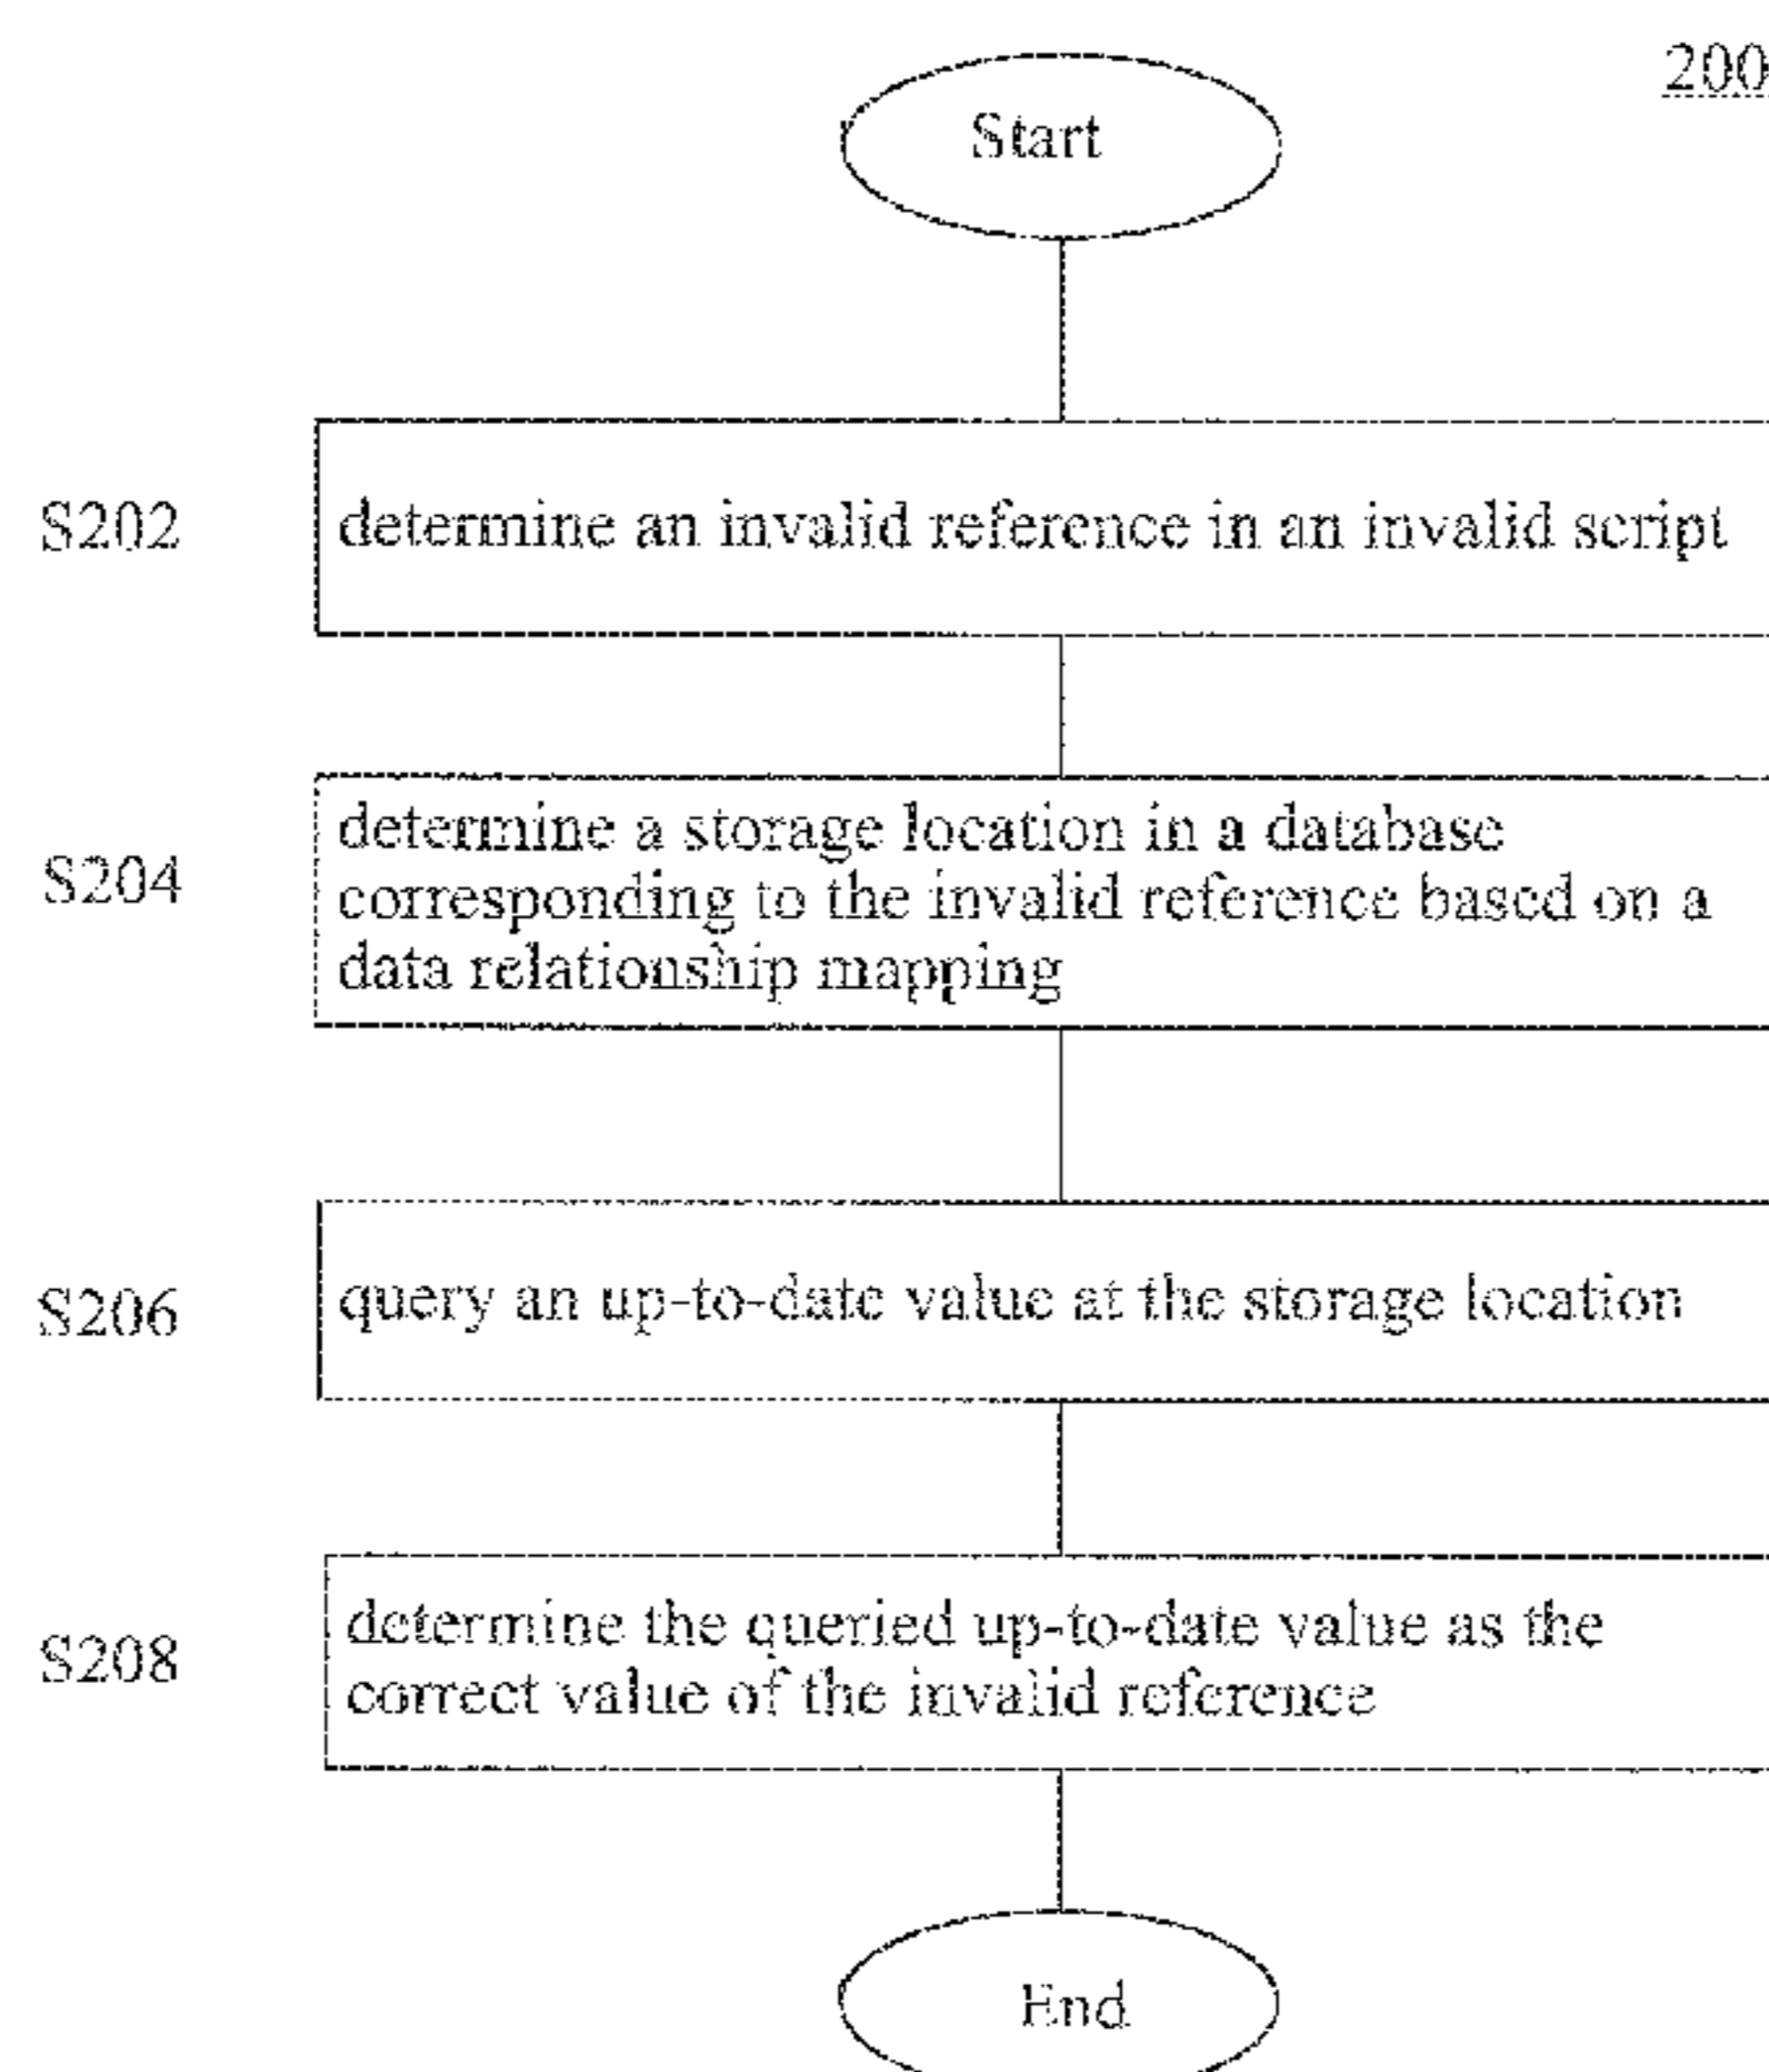 200
Start
S202
determine an invalid reference in an invalid script
S204
determine a storage location in a database
corresponding to the invalid reference based on a
data relationship mapping
S206
query an up-to-date value at the storage location
S208
determine the queried up-to-date value as the
correct value of the invalid reference
End